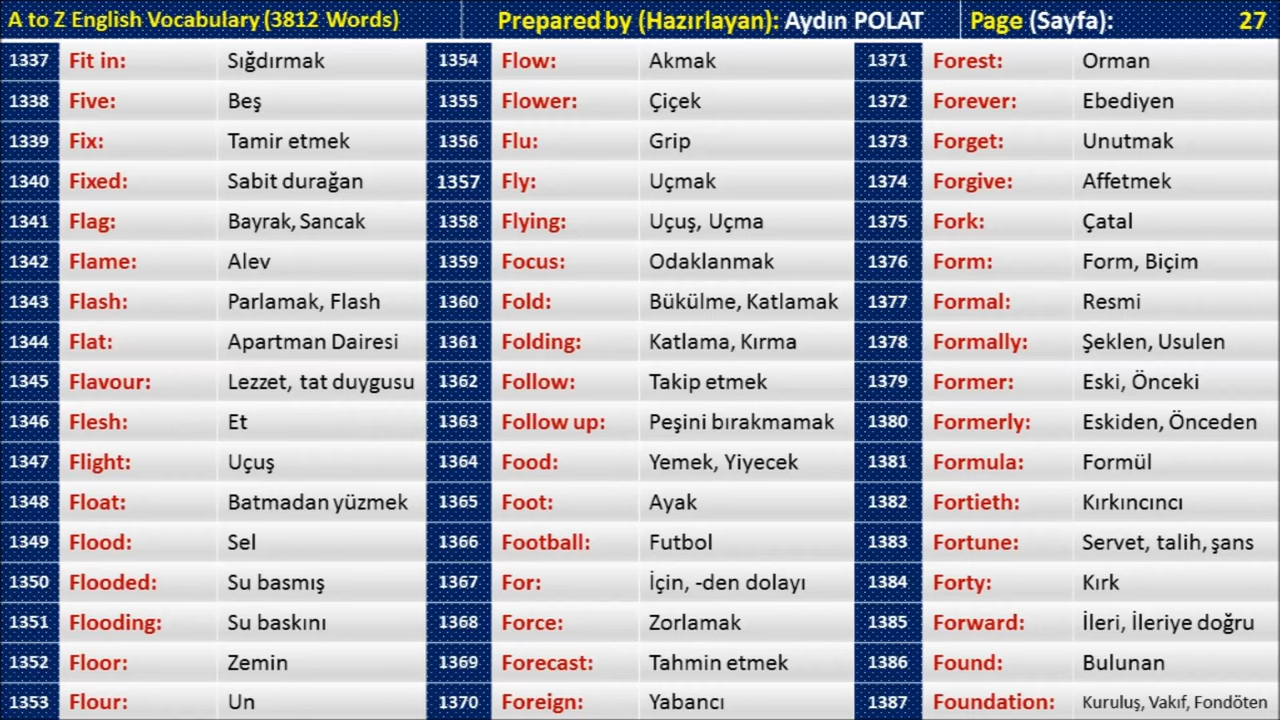 A to Z English Vocabulary (3812 Words) Prepared by (Hazırlayan): Aydın POLAT Page (Sayfa): 27
1337 Fit in: Sığdırmak 1354 Flow: Akmak 1371 Forest: Orman
1338 Five: Beş 1355 Flower: Çiçek 1372 Forever: Ebediyen
1339 Fix: Tamir etmek 1356 Flu: Grip 1373 Forget: Unutmak
1340 Fixed: Sabit durağan 1357 Fly: Uçmak 1374 Forgive: Affetmek
1341 Flag: Bayrak, Sancak 1358 Flying: Uçuş, Uçma 1375 Fork: Çatal
1342 Flame: Alev 1359 Focus: Odaklanmak 1376 Form: Form, Biçim
1343 Flash: Parlamak, Flash 1360 Fold: Bükülme, Katlamak 1377 Formal: Resmi
1344 Flat: Apartman Dairesi 1361 Folding: Katlama, Kırma 1378 Formally: Şeklen, Usulen
1345 Flavour: Lezzet, tat duygusu 1362 Follow: Takip etmek 1379 Former: Eski, Önceki
1346 Flesh: Et 1363 Follow up: Peşini bırakmamak 1380 Formerly: Eskiden, Önceden
1347 Flight: Uçuş 1364 Food: Yemek, Yiyecek 1381 Formula: Formül
1348 Float: Batmadan yüzmek 1365 Foot: Ayak 1382 Fortieth: Kırkıncıncı
1349 Flood: Sel 1366 Football: Futbol 1383 Fortune: Servet, talih, şans
1350 Flooded: Su basmış 1367 For: İçin, -den dolayı 1384 Forty: Kırk
1351 Flooding: Su baskını 1368 Force: Zorlamak 1385 Forward: İleri, İleriye doğru
1352 Floor: Zemin 1369 Forecast: Tahmin etmek 1386 Found: Bulunan
1353 Flour: Un 1370 Foreign: Yabancı 1387 Foundation: Kuruluş, Vakıf, Fondöten